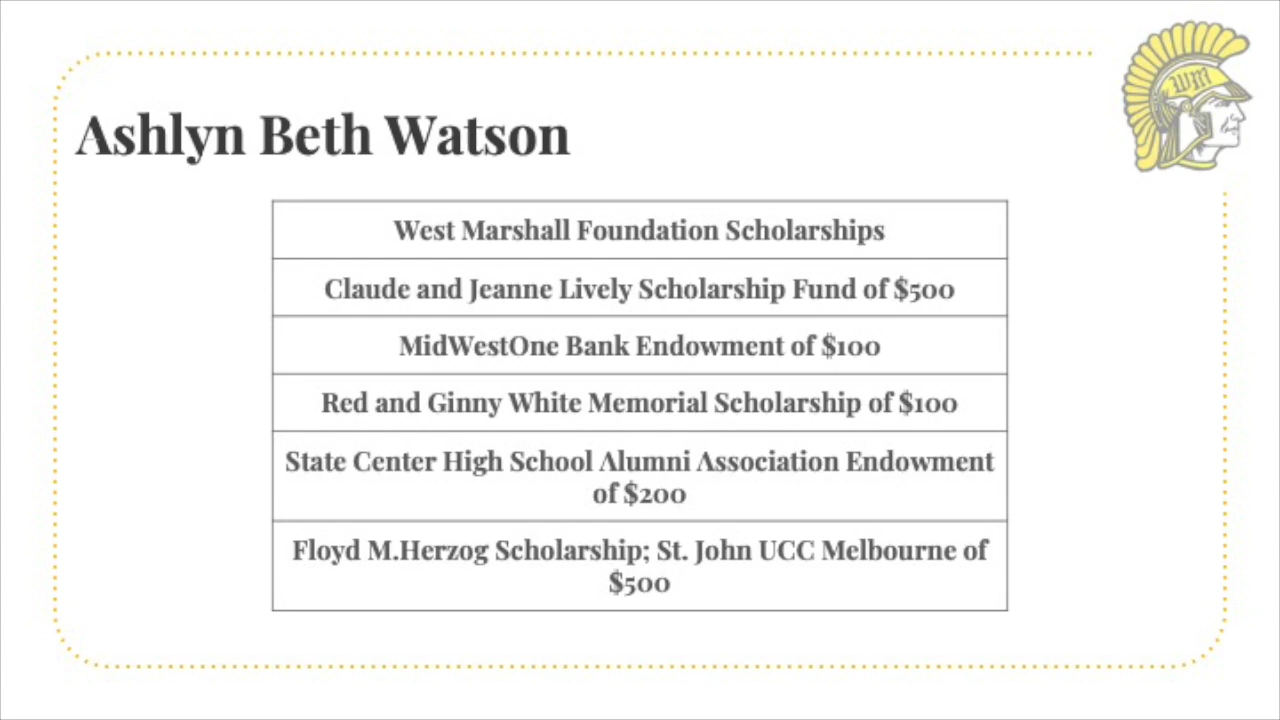 WM
Ashlyn Beth Watson
West Marshall Foundation Scholarships
Claude and Jeanne Lively Scholarship Fund of $500
MidWestOne Bank Endowment of $100
Red and Ginny White Memorial Scholarship of $100
State Center High School Alumni Association Endowment
of $200
Floyd M.Herzog Scholarship; St. John UCC Melbourne of
$500